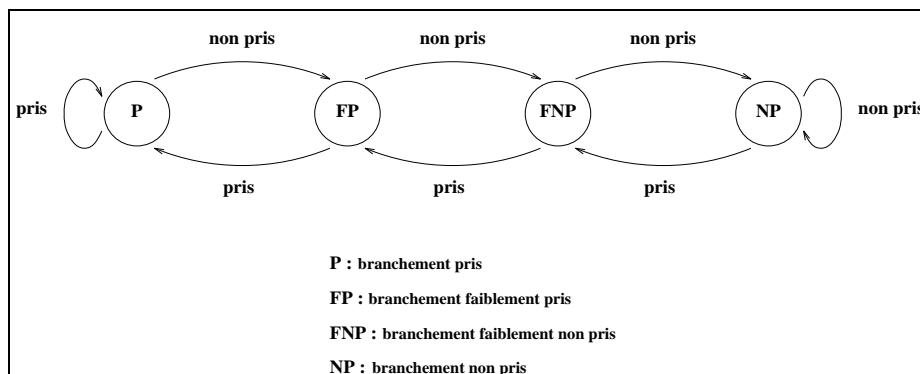 non pris non pris non pris
pris P FP FNP NP non pris
pris pris pris
P : branchement pris
FP : branchement faiblement pris
FNP : branchement faiblement non pris
NP : branchement non pris